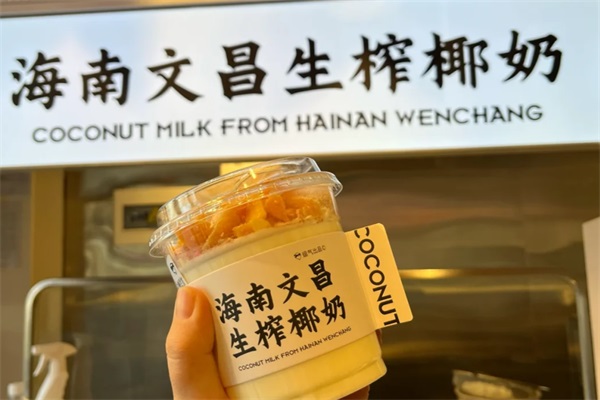 海南文昌生榨椰奶
COCONUT MILK FROM HAINAN WENCHANG
海南文昌
生榨椰奶
COCONUT MILK FROM HAINAN WENCHANG
COCONUT